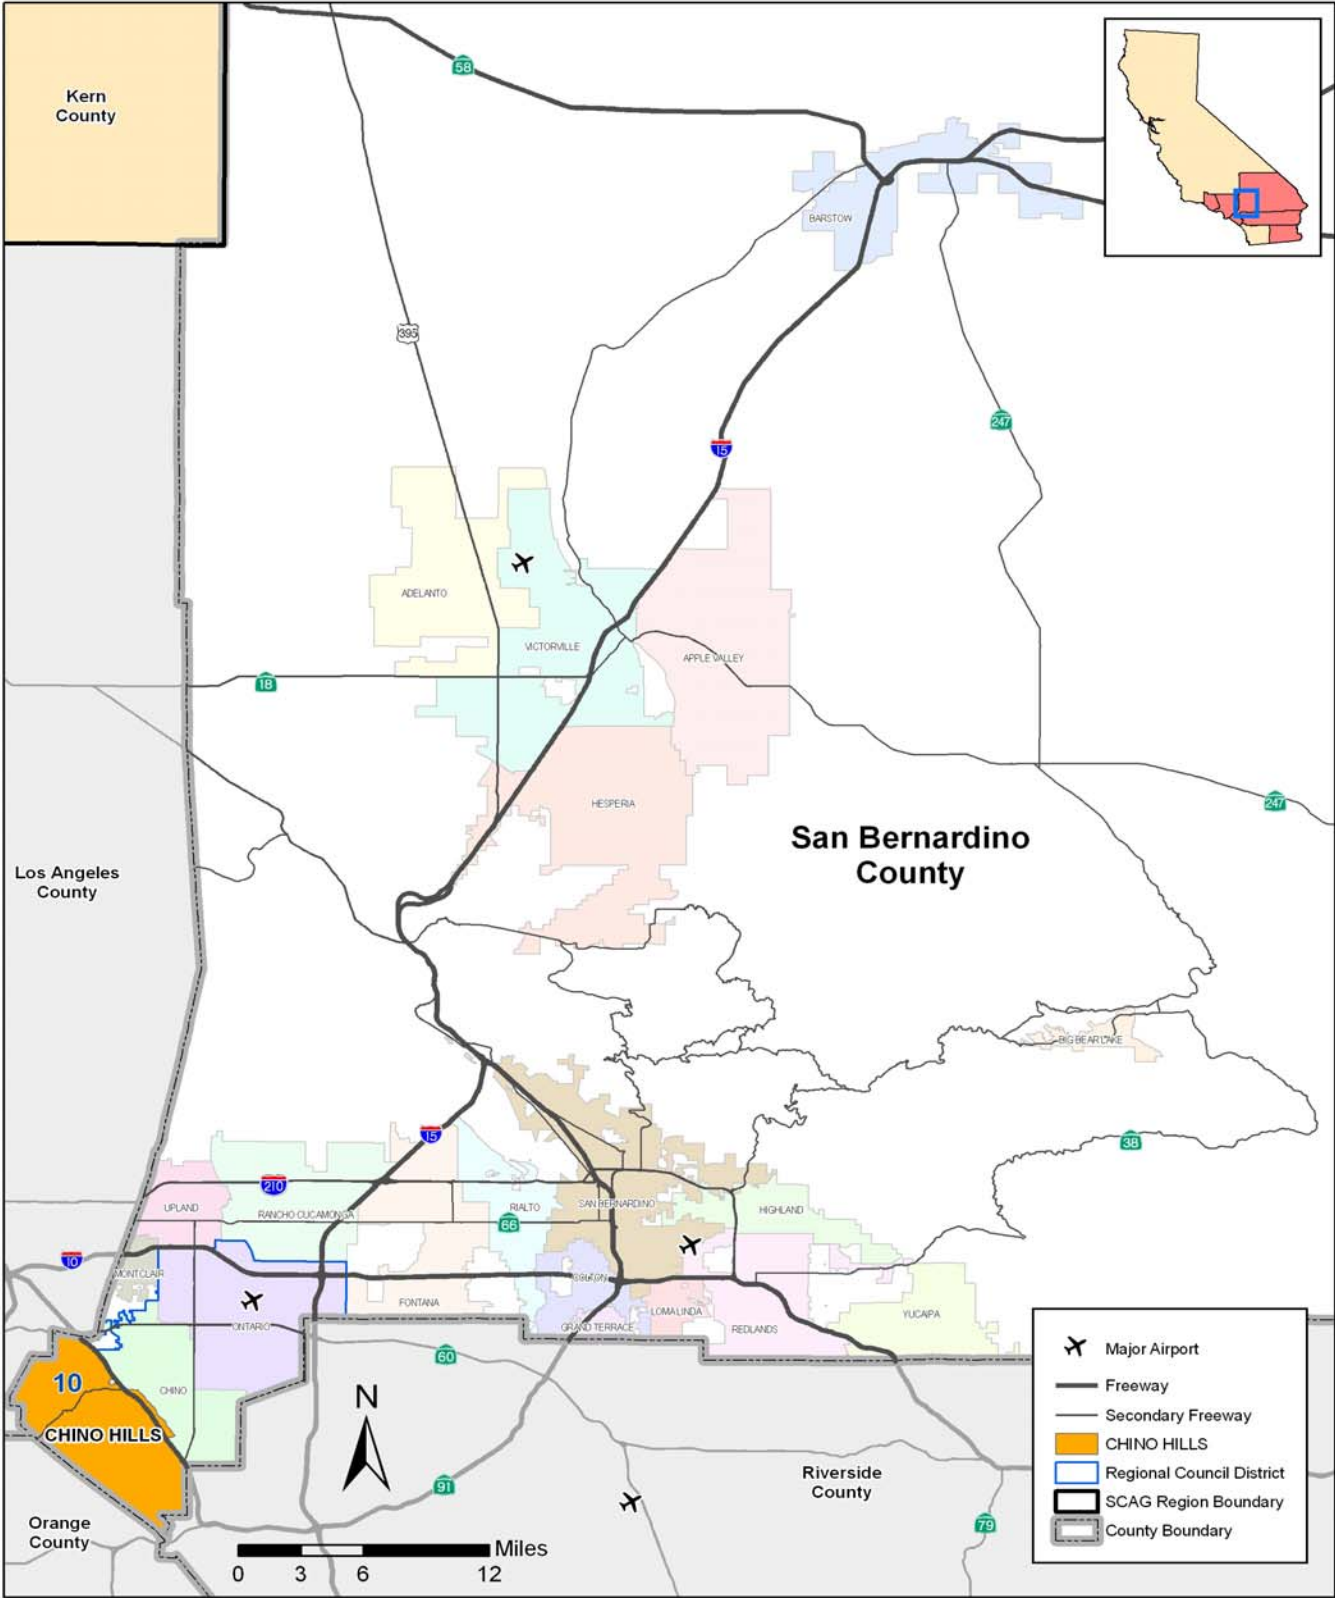 Kern
County
58
BARSTOW
395
247
15
ADELANTO
VICTORVILLE
APPLE VALLEY
18
HESPERIA
247
San Bernardino
County
Los Angeles
County
BIG BEAR LAKE
15
38
210
UPLAND
RANCHO CUCAMONGA
RIALTO
SAN BERNARDINO
HIGHLAND
66
10
MONTCLAIR
COLTON
FONTANA
LOMA LINDA
YUCAIPA
ONTARIO
GRAND TERRACE
REDLANDS
60
10
CHINO
CHINO HILLS
N
91
Riverside
County
79
Orange
County
Miles
0 3 6 12
Major Airport
Freeway
Secondary Freeway
CHINO HILLS
Regional Council District
SCAG Region Boundary
County Boundary